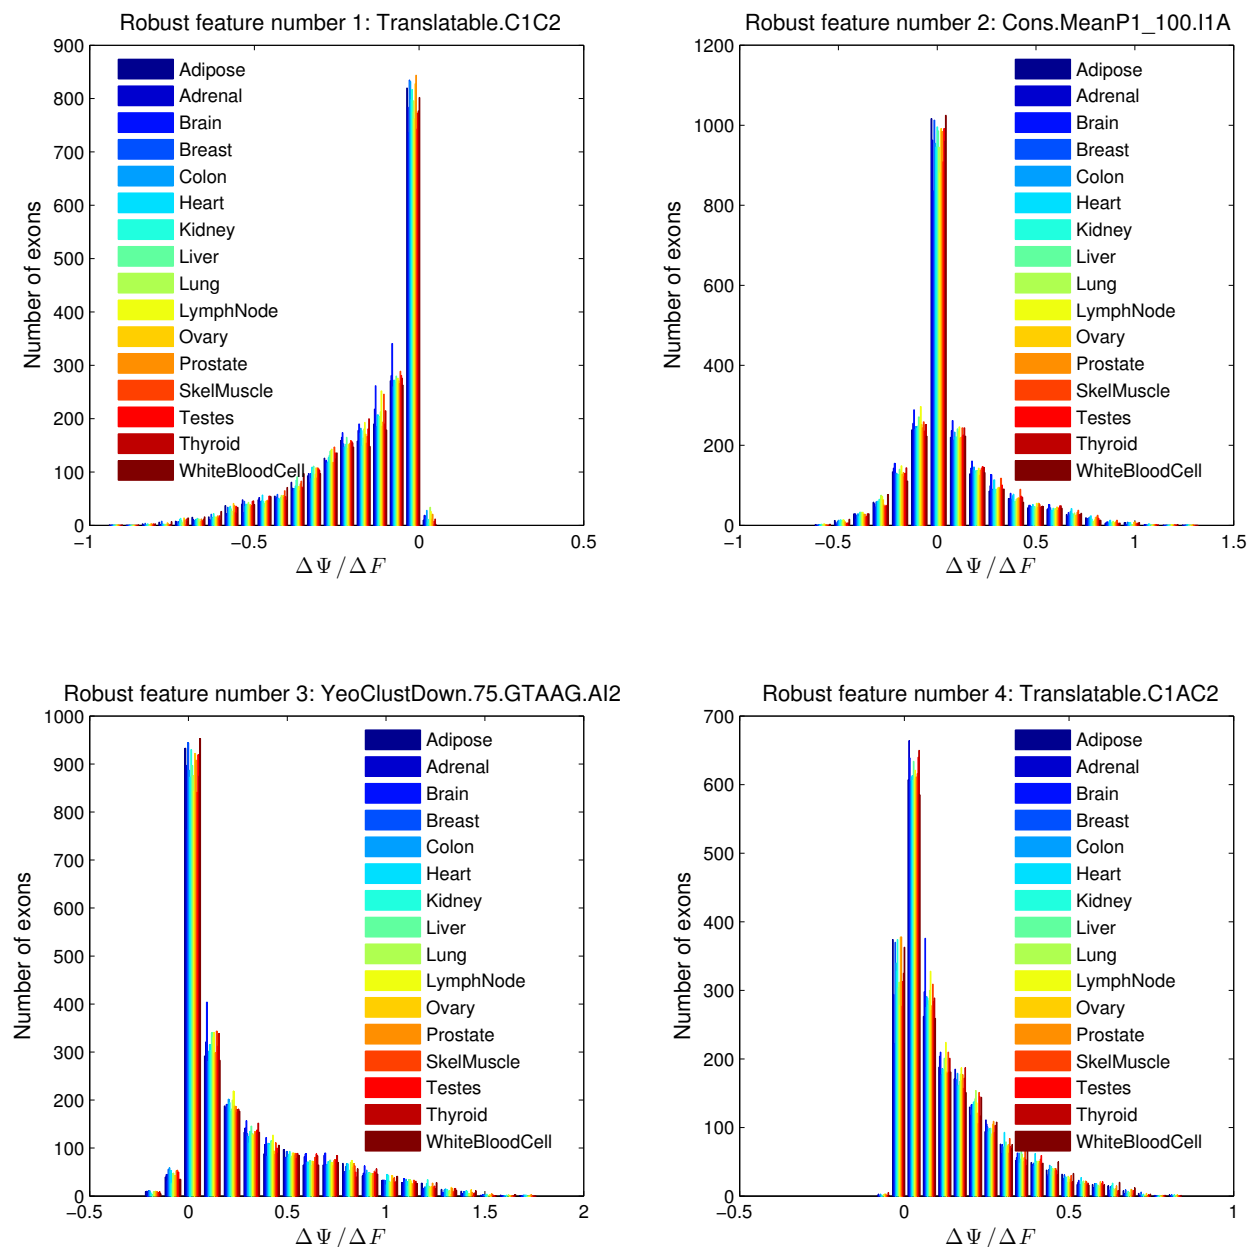 Robust feature number 1: Translatable.C1C2
900
800
700
600
500
400
300
200
100
0
Number of exons
Adipose
Adrenal
Brain
Breast
Colon
Heart
Kidney
Liver
Lung
LymphNode
Ovary
Prostate
SkelMuscle
Testes
Thyroid
WhiteBloodCell
−1 −0.5 0 0.5
ΔΨ/ΔF
Robust feature number 2: Cons.MeanP1_100.I1A
1200
1000
800
600
400
200
0
Number of exons
Adipose
Adrenal
Brain
Breast
Colon
Heart
Kidney
Liver
Lung
LymphNode
Ovary
Prostate
SkelMuscle
Testes
Thyroid
WhiteBloodCell
−1 −0.5 0 0.5 1 1.5
ΔΨ/ΔF
Robust feature number 3: YeoClustDown.75.GTAAG.AI2
1000
900
800
700
600
500
400
300
200
100
0
Number of exons
Adipose
Adrenal
Brain
Breast
Colon
Heart
Kidney
Liver
Lung
LymphNode
Ovary
Prostate
SkelMuscle
Testes
Thyroid
WhiteBloodCell
−0.5 0 0.5 1 1.5 2
ΔΨ/ΔF
Robust feature number 4: Translatable.C1AC2
700
600
500
400
300
200
100
0
Number of exons
Adipose
Adrenal
Brain
Breast
Colon
Heart
Kidney
Liver
Lung
LymphNode
Ovary
Prostate
SkelMuscle
Testes
Thyroid
WhiteBloodCell
−0.5 0 0.5 1
ΔΨ/ΔF